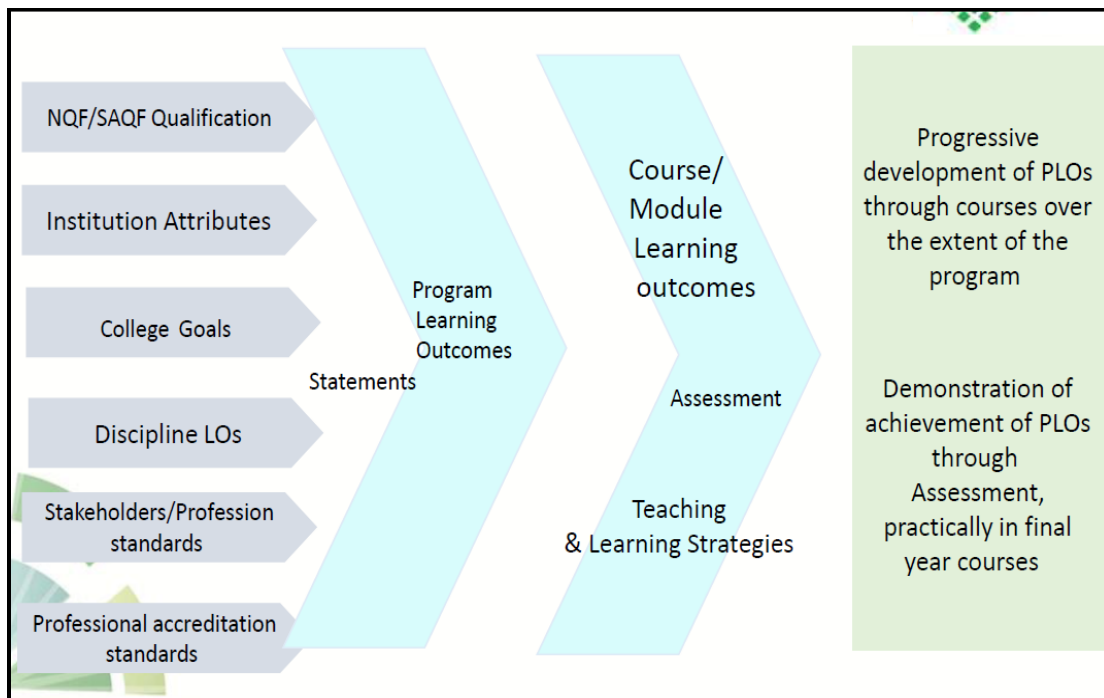 NQF/SAQF Qualification
Institution Attributes
College Goals
Discipline LOs
Stakeholders/Profession
standards
Professional accreditation
standards
Statements
Program
Learning
Outcomes
Course/
Module
Learning
outcomes
Assessment
Teaching
& Learning Strategies
Progressive
development of PLOs
through courses over
the extent of the
program
Demonstration of
achievement of PLOs
through
Assessment,
practically in final
year courses